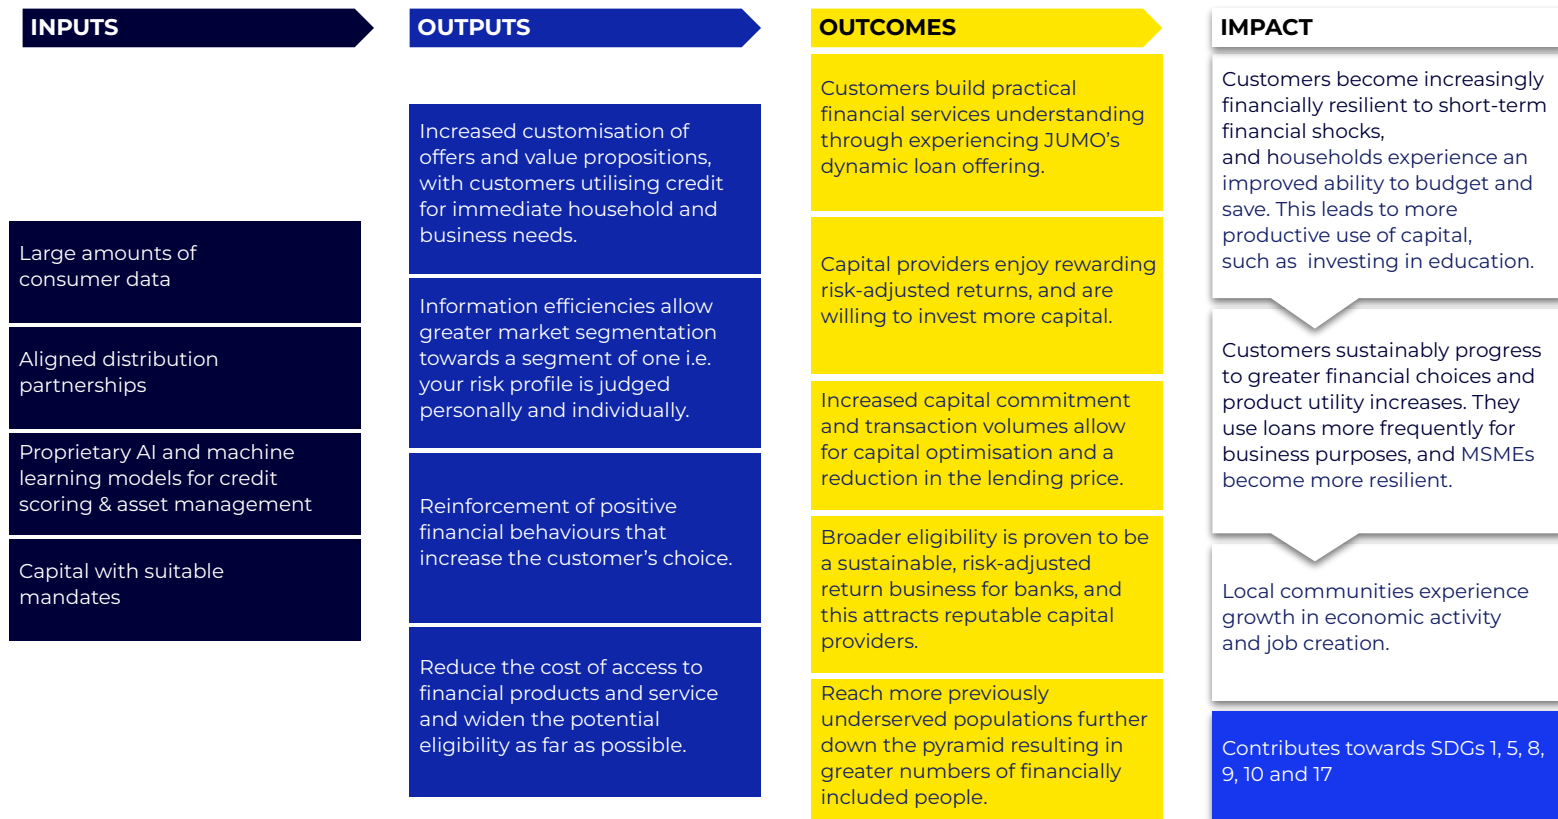 INPUTS
Large amounts of
consumer data
Aligned distribution
partnerships
Proprietary AI and machine
learning models for credit
scoring & asset management
Capital with suitable
mandates
OUTPUTS
Increased customisation of
offers and value propositions,
with customers utilising credit
for immediate household and
business needs.
Information efficiencies allow
greater market segmentation
towards a segment of one i.e.
your risk profile is judged
personally and individually.
Reinforcement of positive
financial behaviours that
increase the customer’s choice.
Reduce the cost of access to
financial products and service
and widen the potential
eligibility as far as possible.
OUTCOMES
Customers build practical
financial services understanding
through experiencing JUMO’s
dynamic loan offering.
Capital providers enjoy rewarding
risk-adjusted returns, and are
willing to invest more capital.
Increased capital commitment
and transaction volumes allow
for capital optimisation and a
reduction in the lending price.
Broader eligibility is proven to be
a sustainable, risk-adjusted
return business for banks, and
this attracts reputable capital
providers.
Reach more previously
underserved populations further
down the pyramid resulting in
greater numbers of financially
included people.
IMPACT
Customers become increasingly
financially resilient to short-term
financial shocks,
and households experience an
improved ability to budget and
save. This leads to more
productive use of capital,
such as investing in education.
Customers sustainably progress
to greater financial choices and
product utility increases. They
use loans more frequently for
business purposes, and MSMEs
become more resilient.
Local communities experience
growth in economic activity
and job creation.
Contributes towards SDGs 1, 5, 8,
9, 10 and 17